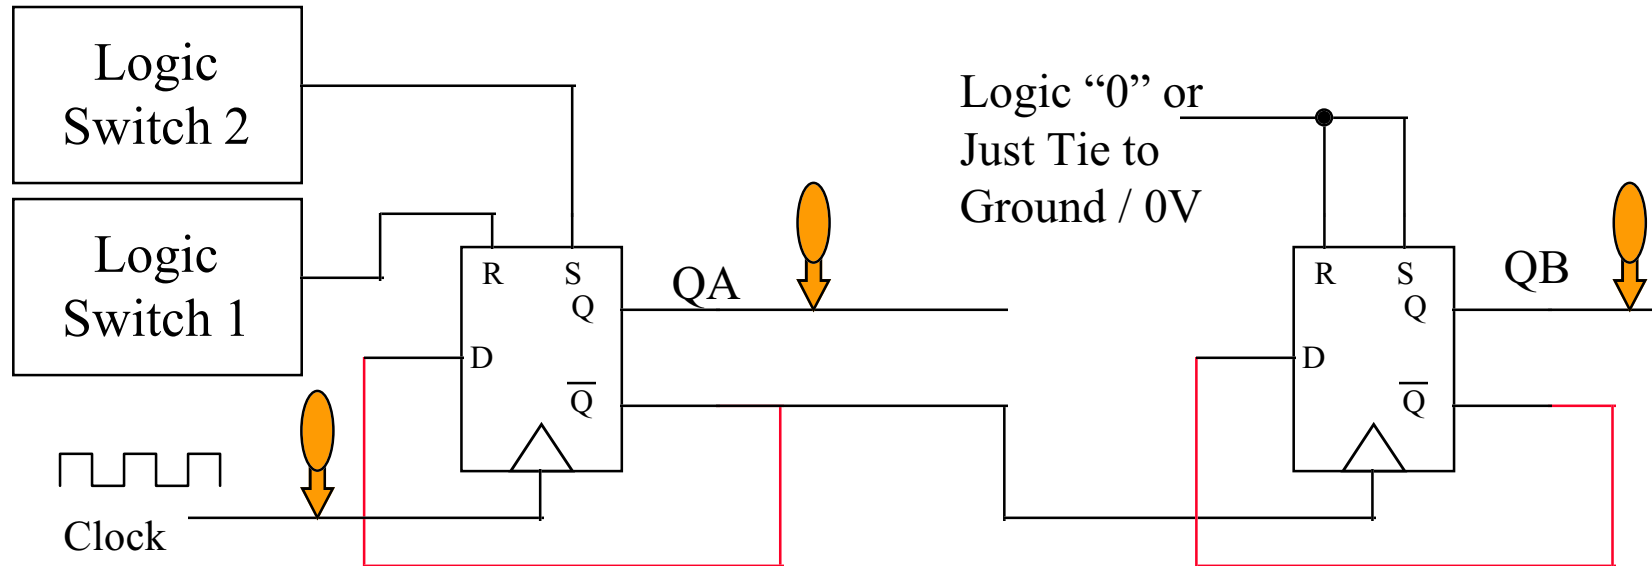 Logic
Switch 2
Logic “0” or
Just Tie to
Ground / 0V
Logic
Switch 1
R
S
Q
QA
D
Q̅
R
S
Q
QB
D
Q̅
Clock